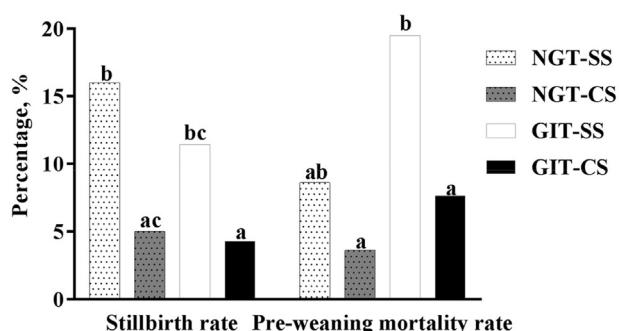 Percentage, %
20
15
10
5
0
b
ac
bc
a
ab
a
b
a
Stillbirth rate
Pre-weaning mortality rate
NGT-SS
NGT-CS
GIT-SS
GIT-CS